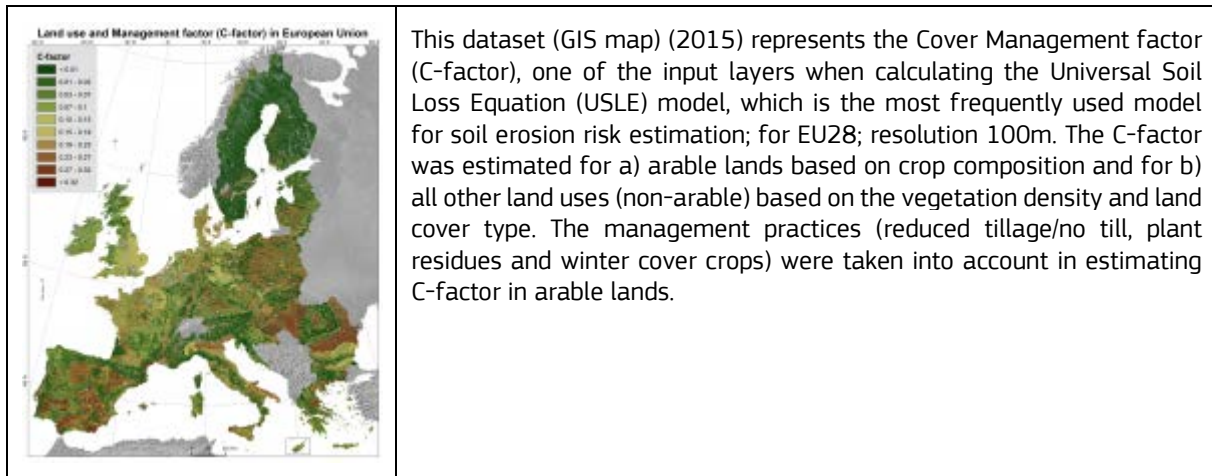 Land use and Management factor (C-factor) in European Union
C-factor
This dataset (GIS map) (2015) represents the Cover Management factor
(C-factor), one of the input layers when calculating the Universal Soil
Loss Equation (USLE) model, which is the most frequently used model
for soil erosion risk estimation; for EU28; resolution 100m. The C-factor
was estimated for a) arable lands based on crop composition and for b)
all other land uses (non-arable) based on the vegetation density and land
cover type. The management practices (reduced tillage/no till, plant
residues and winter cover crops) were taken into account in estimating
C-factor in arable lands.